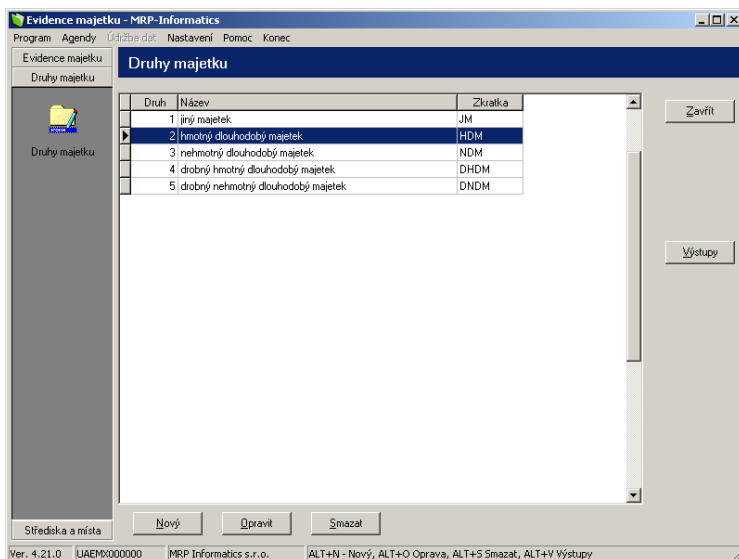 Evidence majetku - MRP-Informatics
Program Agendy Údržba dat Nastavení Pomoc Konec
Evidence majetku
Druhy majetku
Druhy majetku
Druhy majetku
Druh Název Zkratka
1 jiný majetek JM
2 hmotný dlouhodobý majetek HDM
3 nehmotný dlouhodobý majetek NDM
4 drobný hmotný dlouhodobý majetek DHDM
5 drobný nehmotný dlouhodobý majetek DNDM
Zavřít
Výstupy
Nový Opravit Smazat
Střediska a místa
Ver. 4.21.0 UAEMX000000 MRP Informatics s.r.o. ALT+N - Nový, ALT+O Oprava, ALT+S Smazat, ALT+V Výstupy